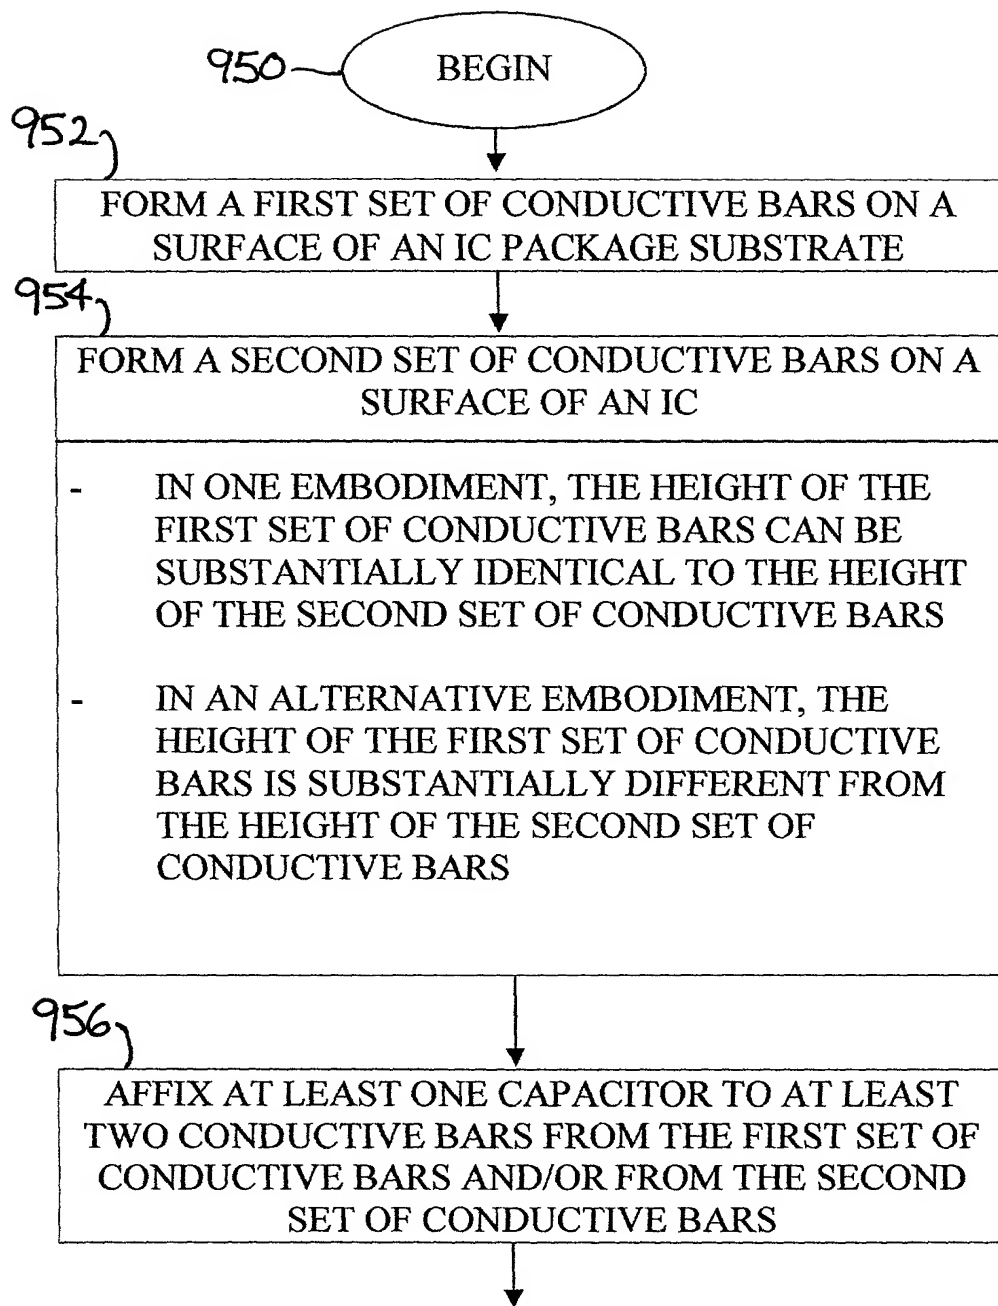 950
BEGIN
952
FORM A FIRST SET OF CONDUCTIVE BARS ON A
SURFACE OF AN IC PACKAGE SUBSTRATE
954
FORM A SECOND SET OF CONDUCTIVE BARS ON A
SURFACE OF AN IC
- IN ONE EMBODIMENT, THE HEIGHT OF THE
FIRST SET OF CONDUCTIVE BARS CAN BE
SUBSTANTIALLY IDENTICAL TO THE HEIGHT
OF THE SECOND SET OF CONDUCTIVE BARS
- IN AN ALTERNATIVE EMBODIMENT, THE
HEIGHT OF THE FIRST SET OF CONDUCTIVE
BARS IS SUBSTANTIALLY DIFFERENT FROM
THE HEIGHT OF THE SECOND SET OF
CONDUCTIVE BARS
956
AFFIX AT LEAST ONE CAPACITOR TO AT LEAST
TWO CONDUCTIVE BARS FROM THE FIRST SET OF
CONDUCTIVE BARS AND/OR FROM THE SECOND
SET OF CONDUCTIVE BARS